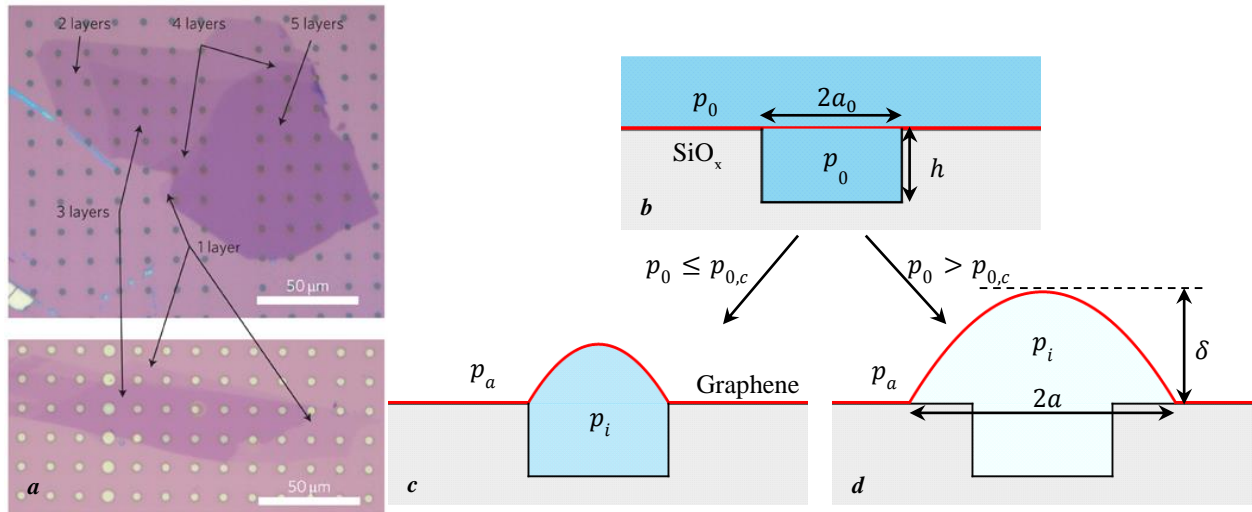 2 layers
4 layers
5 layers
3 layers
1 layer
50 μm
50 μm
a
p₀
2a₀
SiOₓ
p₀
h
b
p₀ ≤ p₀,c
p₀ > p₀,c
pₐ
Graphene
pᵢ
c
pₐ
pᵢ
δ
2a
d